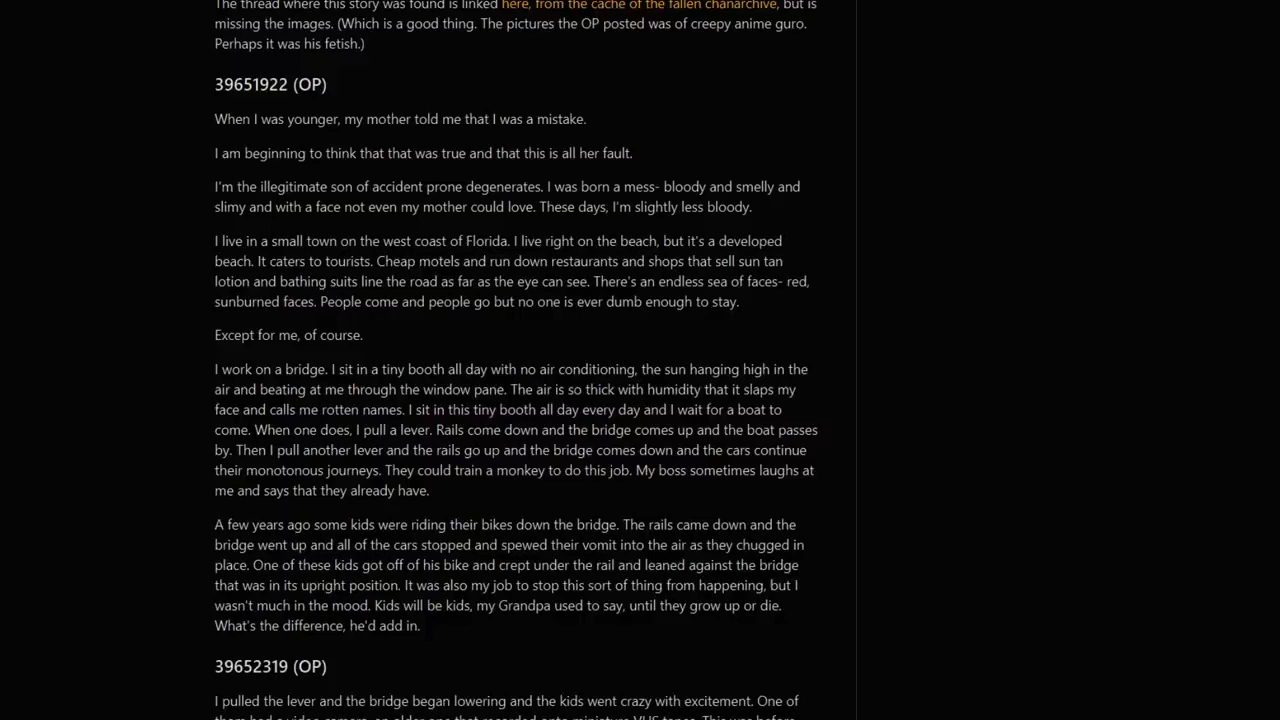 The thread where this story was found is linked here, from the cache of the fallen chanarchive, but is
missing the images. (Which is a good thing. The pictures the OP posted was of creepy anime guro.
Perhaps it was his fetish.)
39651922 (OP)
When I was younger, my mother told me that I was a mistake.
I am beginning to think that that was true and that this is all her fault.
I'm the illegitimate son of accident prone degenerates. I was born a mess- bloody and smelly and
slimy and with a face not even my mother could love. These days, I'm slightly less bloody.
I live in a small town on the west coast of Florida. I live right on the beach, but it's a developed
beach. It caters to tourists. Cheap motels and run down restaurants and shops that sell sun tan
lotion and bathing suits line the road as far as the eye can see. There's an endless sea of faces- red,
sunburned faces. People come and people go but no one is ever dumb enough to stay.
Except for me, of course.
I work on a bridge. I sit in a tiny booth all day with no air conditioning, the sun hanging high in the
air and beating at me through the window pane. The air is so thick with humidity that it slaps my
face and calls me rotten names. I sit in this tiny booth all day every day and I wait for a boat to
come. When one does, I pull a lever. Rails come down and the bridge comes up and the boat passes
by. Then I pull another lever and the rails go up and the bridge comes down and the cars continue
their monotonous journeys. They could train a monkey to do this job. My boss sometimes laughs at
me and says that they already have.
A few years ago some kids were riding their bikes down the bridge. The rails came down and the
bridge went up and all of the cars stopped and spewed their vomit into the air as they chugged in
place. One of these kids got off of his bike and crept under the rail and leaned against the bridge
that was in its upright position. It was also my job to stop this sort of thing from happening, but I
wasn't much in the mood. Kids will be kids, my Grandpa used to say, until they grow up or die.
What's the difference, he'd add in.
39652319 (OP)
I pulled the lever and the bridge began lowering and the kids went crazy with excitement. One of
them had a video camera, an older one that recorded onto miniature VHS tapes. This was before